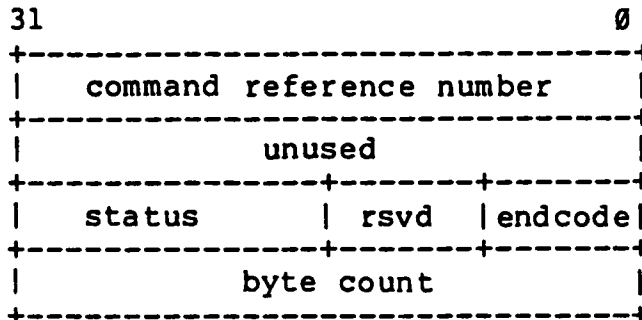 31 0
command reference number
unused
status | rsvd | endcode
byte count